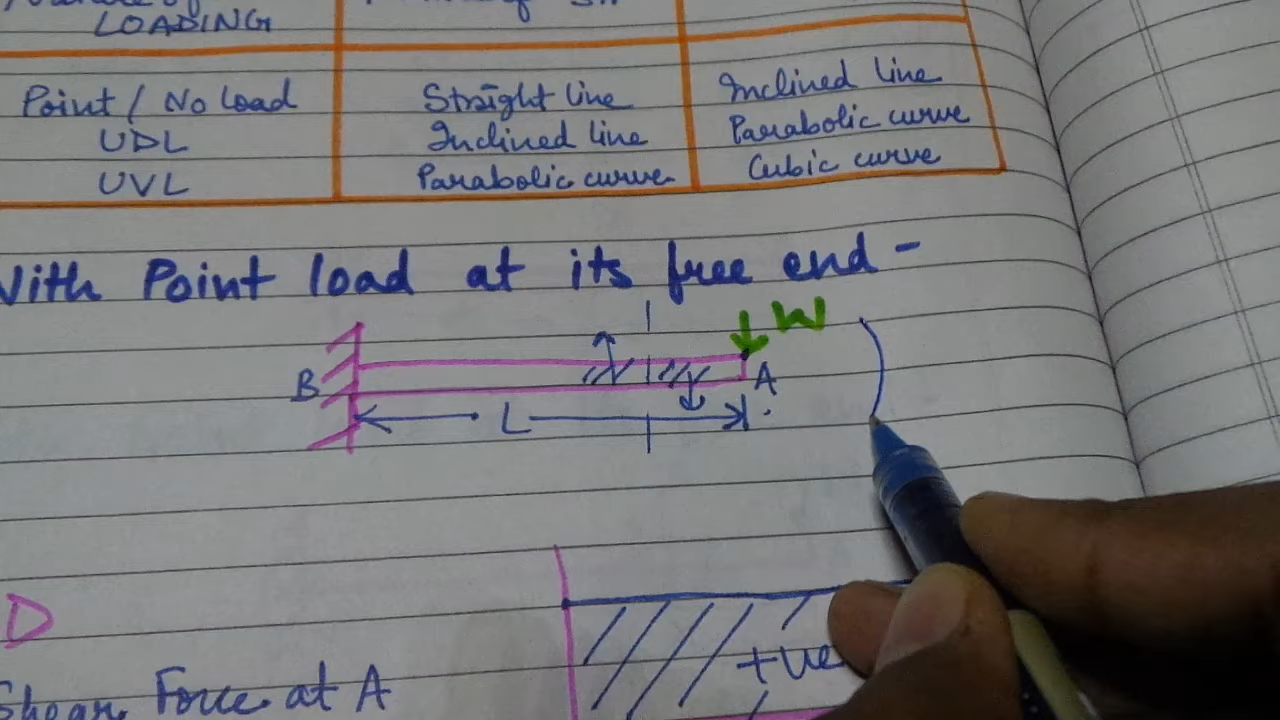 LOADING
Point / No load Straight line Inclined line
UDL Inclined line Parabolic curve
UVL Parabolic curve Cubic curve
With Point load at its free end -
W
B A
L
D
Shear Force at A
+ve